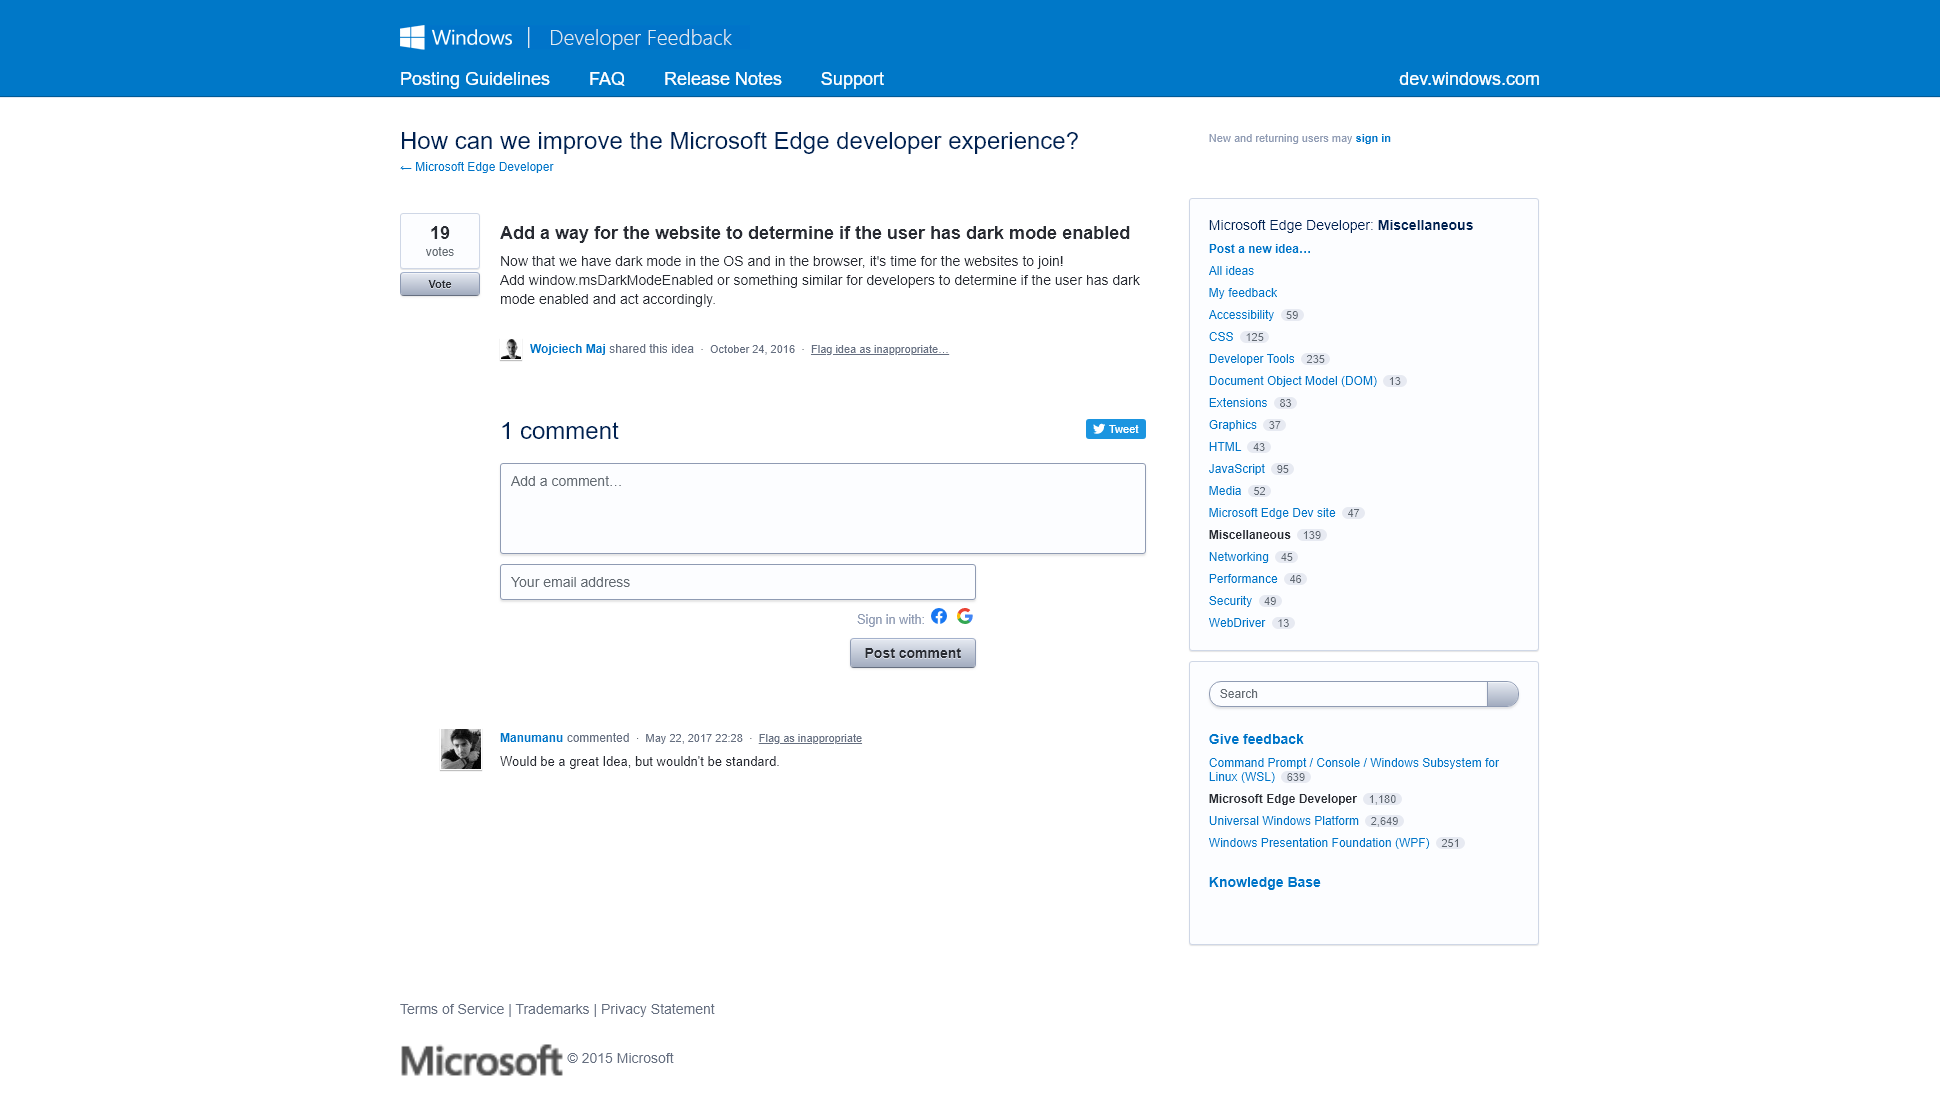 Windows | Developer Feedback
Posting Guidelines FAQ Release Notes Support dev.windows.com
How can we improve the Microsoft Edge developer experience?
← Microsoft Edge Developer
New and returning users may sign in
19
votes
Vote
Add a way for the website to determine if the user has dark mode enabled
Now that we have dark mode in the OS and in the browser, it's time for the websites to join!
Add window.msDarkModeEnabled or something similar for developers to determine if the user has dark
mode enabled and act accordingly.
Wojciech Maj shared this idea · October 24, 2016 · Flag idea as inappropriate…
1 comment
Tweet
Add a comment…
Your email address
Sign in with:
Post comment
Manumanu commented · May 22, 2017 22:28 · Flag as inappropriate
Would be a great Idea, but wouldn't be standard.
Microsoft Edge Developer: Miscellaneous
Post a new idea…
All ideas
My feedback
Accessibility 59
CSS 125
Developer Tools 235
Document Object Model (DOM) 13
Extensions 83
Graphics 37
HTML 43
JavaScript 95
Media 52
Microsoft Edge Dev site 47
Miscellaneous 139
Networking 45
Performance 46
Security 49
WebDriver 13
Search
Give feedback
Command Prompt / Console / Windows Subsystem for
Linux (WSL) 639
Microsoft Edge Developer 1,180
Universal Windows Platform 2,649
Windows Presentation Foundation (WPF) 251
Knowledge Base
Terms of Service | Trademarks | Privacy Statement
Microsoft © 2015 Microsoft